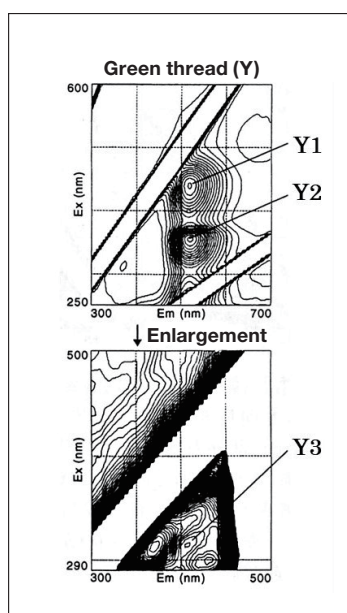 Green thread (Y)
600
Ex (nm)
250
300
Em (nm)
700
Y1
Y2
Enlargement
500
Ex (nm)
290
300
Em (nm)
500
Y3